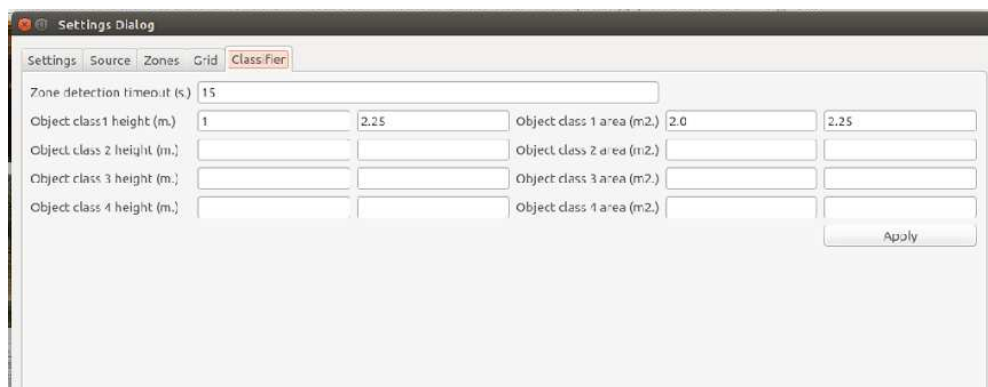 Settings Dialog
Settings Source Zones Grid Classifier
Zone detection timeout (s.) 15
Object class1 height (m.) 1 2.25 Object class 1 area (m2.) 2.0 2.25
Object class 2 height (m.) Object class 2 area (m2.)
Object class 3 height (m.) Object class 3 area (m2.)
Object class 4 height (m.) Object class 4 area (m2.)
Apply